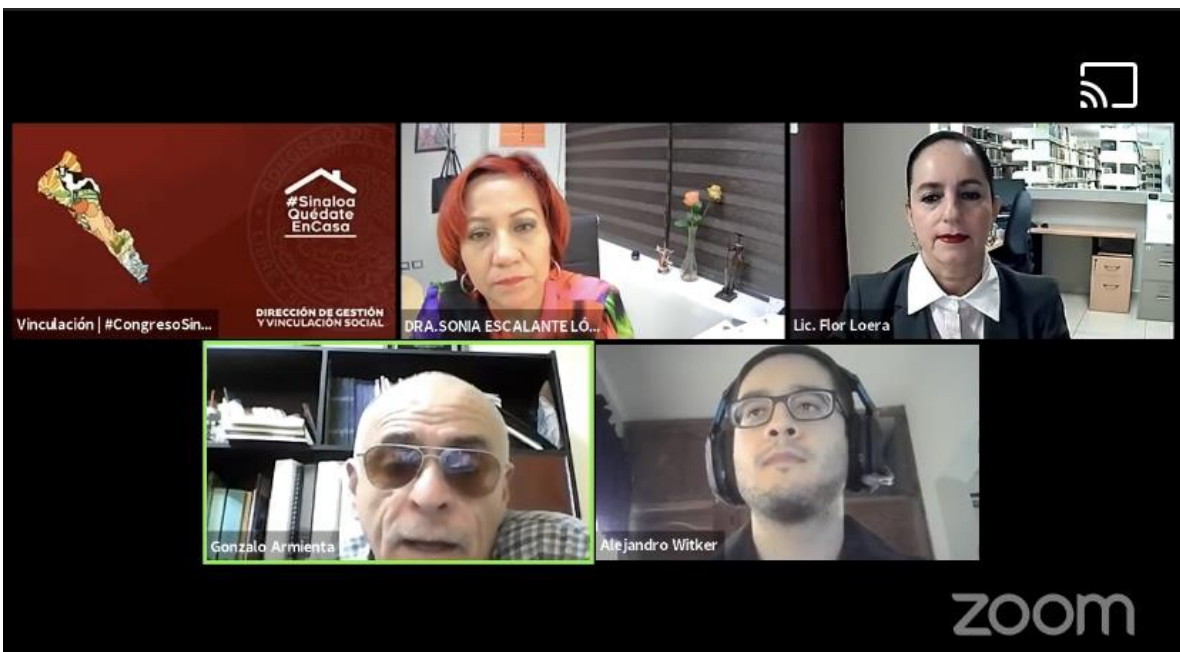 #Sinaloa
Quédate
EnCasa
DIRECCIÓN DE GESTIÓN
Y VINCULACIÓN SOCIAL
Vinculación | #CongresoSin...
DRA.SONIA ESCALANTE LÓ...
Lic. Flor Loera
Gonzalo Armienta
Alejandro Witker
zoom